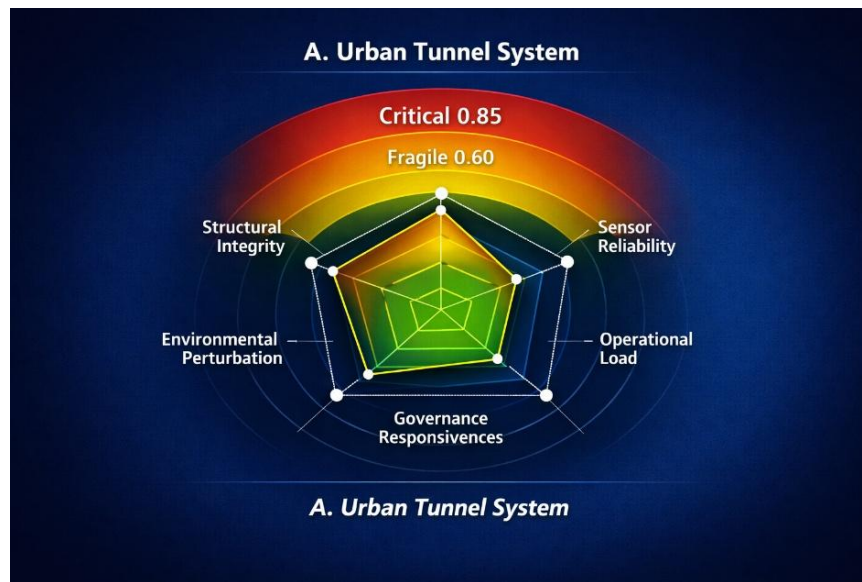 A. Urban Tunnel System
Critical 0.85
Fragile 0.60
Structural
Integrity
Sensor
Reliability
Environmental
Perturbation
Operational
Load
Governance
Responsivences
A. Urban Tunnel System